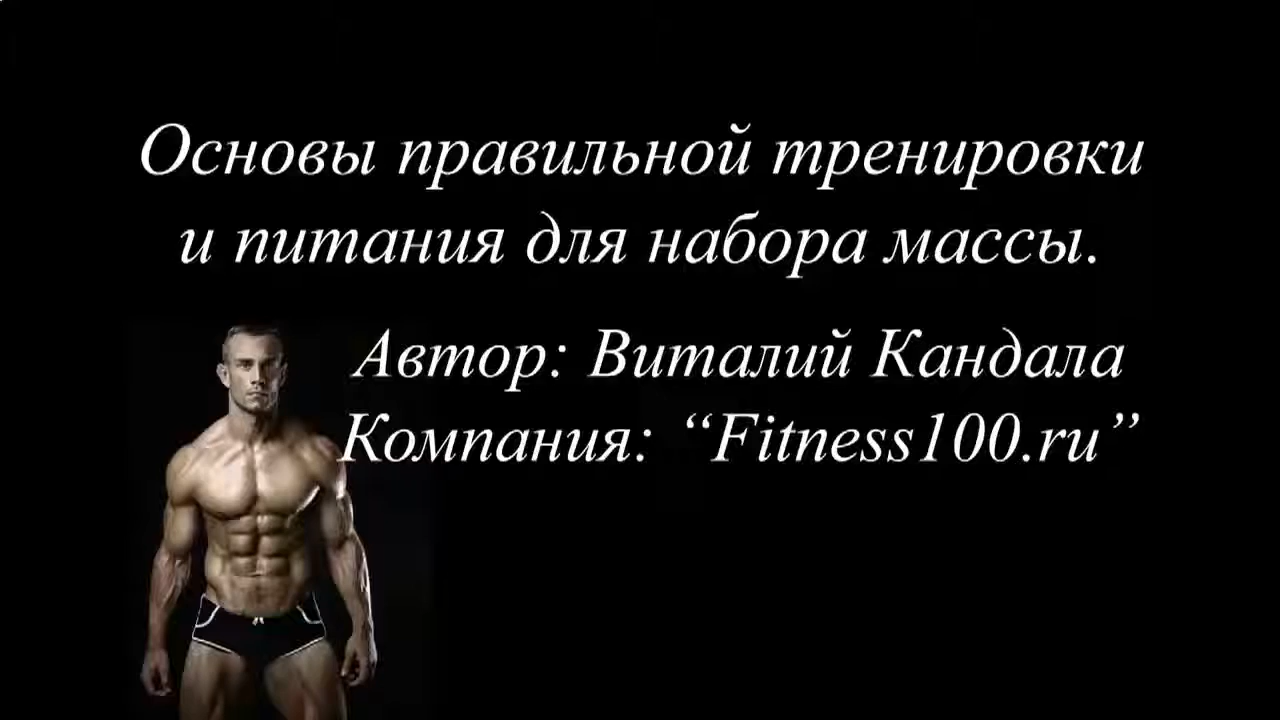 Основы правильной тренировки
и питания для набора массы.
Автор: Виталий Кандала
Компания: “Fitness100.ru”